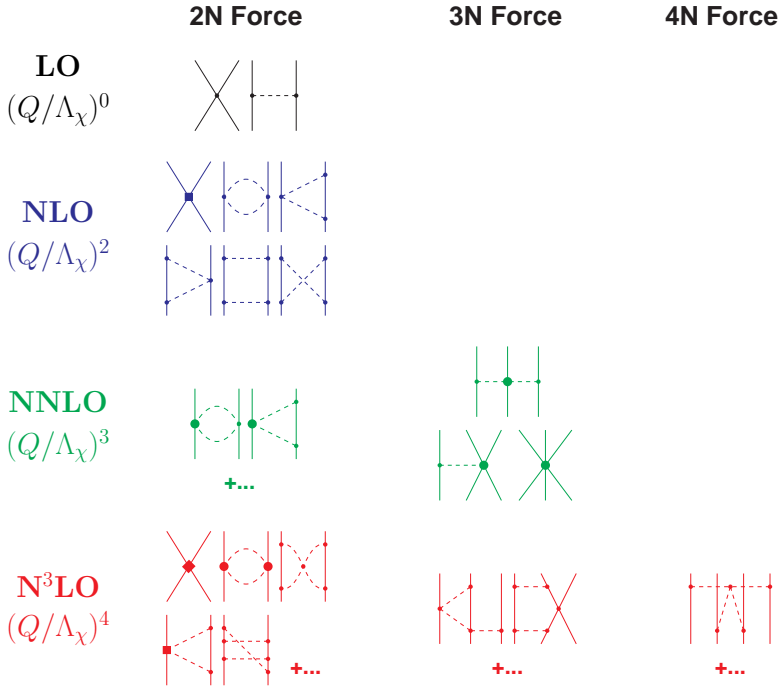 2N Force 3N Force 4N Force
LO
(Q/Λχ)⁰
NLO
(Q/Λχ)²
NNLO
(Q/Λχ)³
+...
N³LO
(Q/Λχ)⁴
+... +... +...